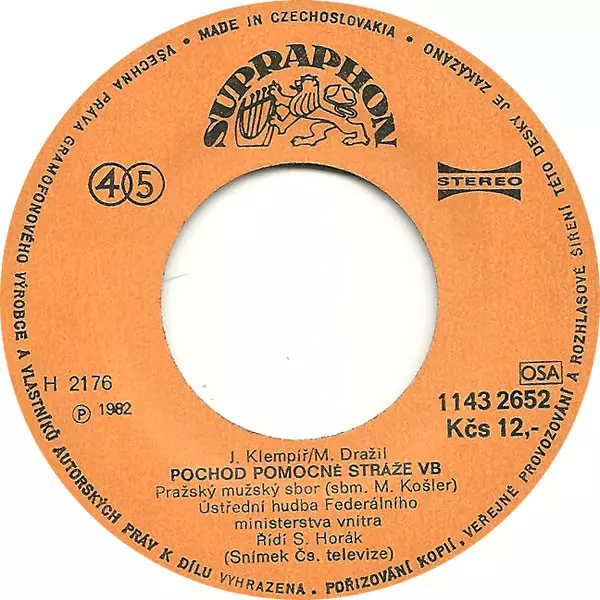 VŠECHNA PRÁVA GRAMOFONOVÉHO VÝROBCE A VLASTNÍKŮ AUTORSKÝCH PRÁV K DÍLU VYHRAZENA. POŘIZOVÁNÍ KOPIÍ, VEŘEJNÉ PROVOZOVÁNÍ A ROZHLASOVÉ ŠÍŘENÍ TÉTO DESKY JE ZAKÁZÁNO • MADE IN CZECHOSLOVAKIA •
SUPRAPHON
45
STEREO
H 2176
℗ 1982
OSA
1143 2652
Kčs 12,-
J. Klempíř/M. Dražil
POCHOD POMOCNÉ STRÁŽE VB
Pražský mužský sbor (sbm. M. Košler)
Ústřední hudba Federálního
ministerstva vnitra
Řídí S. Horák
(Snímek Čs. televize)